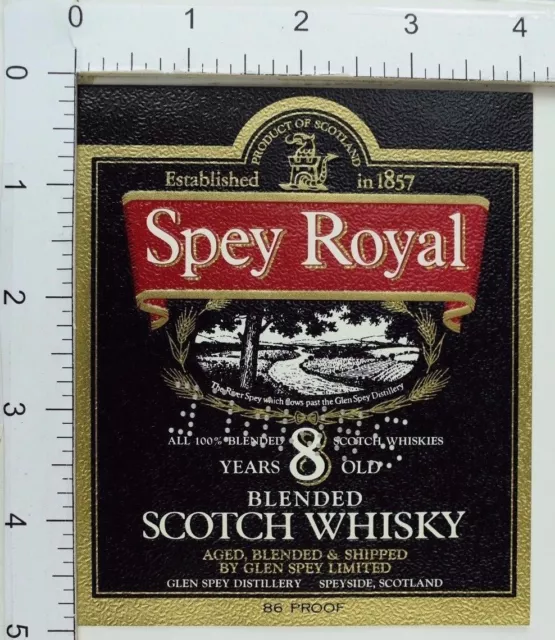 0 1 2 3 4
0
1
2
3
4
5
PRODUCT OF SCOTLAND
Established in 1857
Spey Royal
The River Spey which flows past the Glen Spey Distillery
ALL 100% BLENDED SCOTCH WHISKIES
YEARS 8 OLD
BLENDED
SCOTCH WHISKY
AGED, BLENDED & SHIPPED
BY GLEN SPEY LIMITED
GLEN SPEY DISTILLERY SPEYSIDE, SCOTLAND
86 PROOF